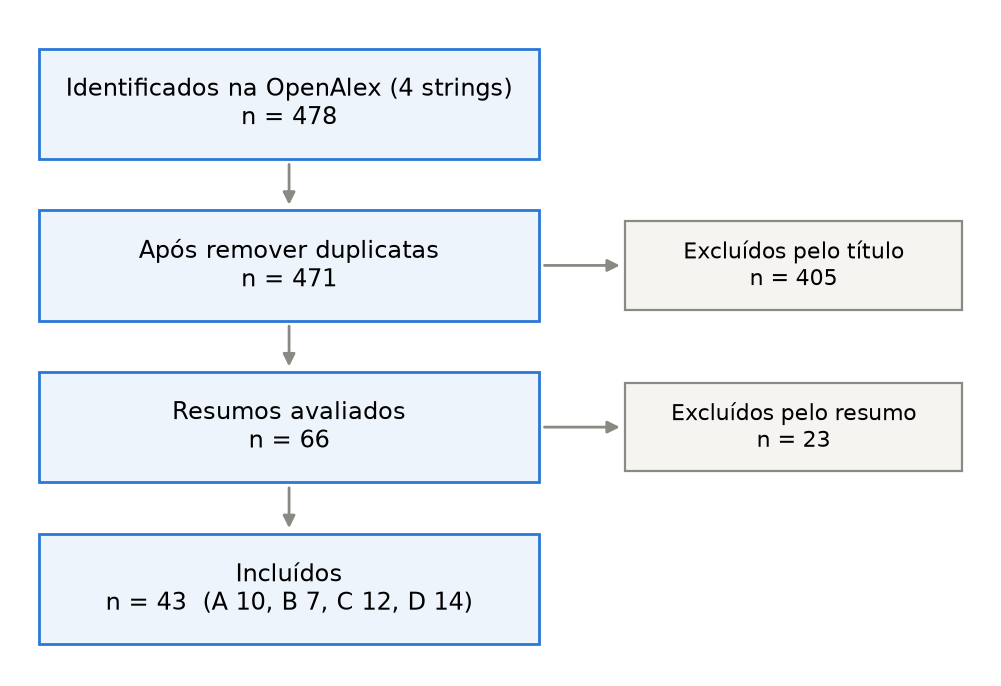 Identificados na OpenAlex (4 strings)
n = 478
Após remover duplicatas
n = 471
Excluídos pelo título
n = 405
Resumos avaliados
n = 66
Excluídos pelo resumo
n = 23
Incluídos
n = 43  (A 10, B 7, C 12, D 14)